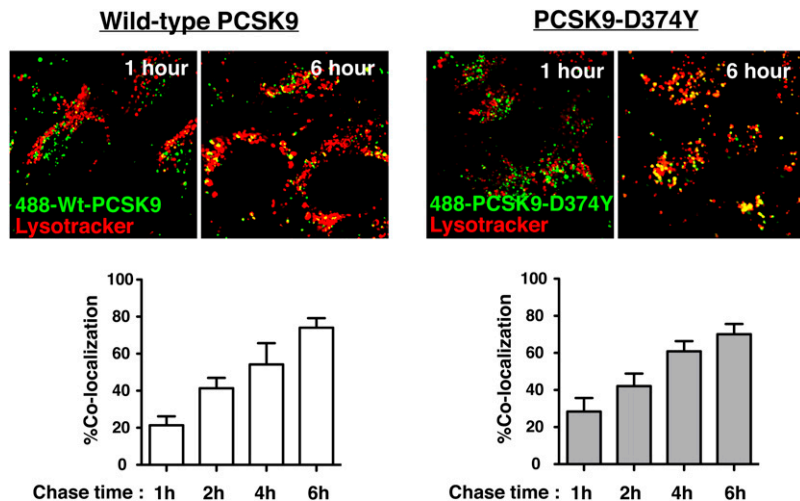 Wild-type PCSK9
PCSK9-D374Y
1 hour
6 hour
1 hour
6 hour
488-Wt-PCSK9
Lysotracker
488-PCSK9-D374Y
Lysotracker
%Co-localization
100
80
60
40
20
0
Chase time : 1h 2h 4h 6h
%Co-localization
100
80
60
40
20
0
Chase time : 1h 2h 4h 6h